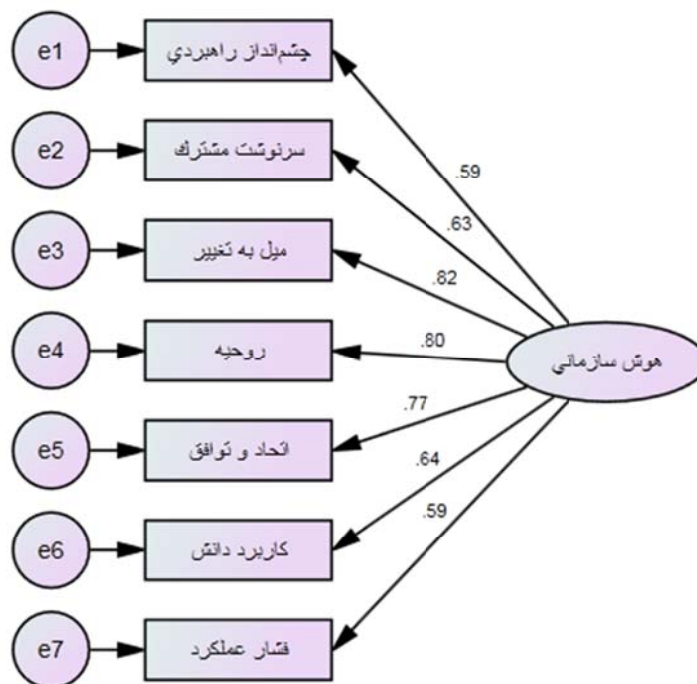 e1
چشم‌انداز راهبردي
.59
e2
سرنوشت مشترك
.63
e3
ميل به تغيير
.82
e4
روحيه
.80
هوش سازماني
e5
اتحاد و توافق
.77
e6
كاربرد دانش
.64
e7
فشار عملكرد
.59